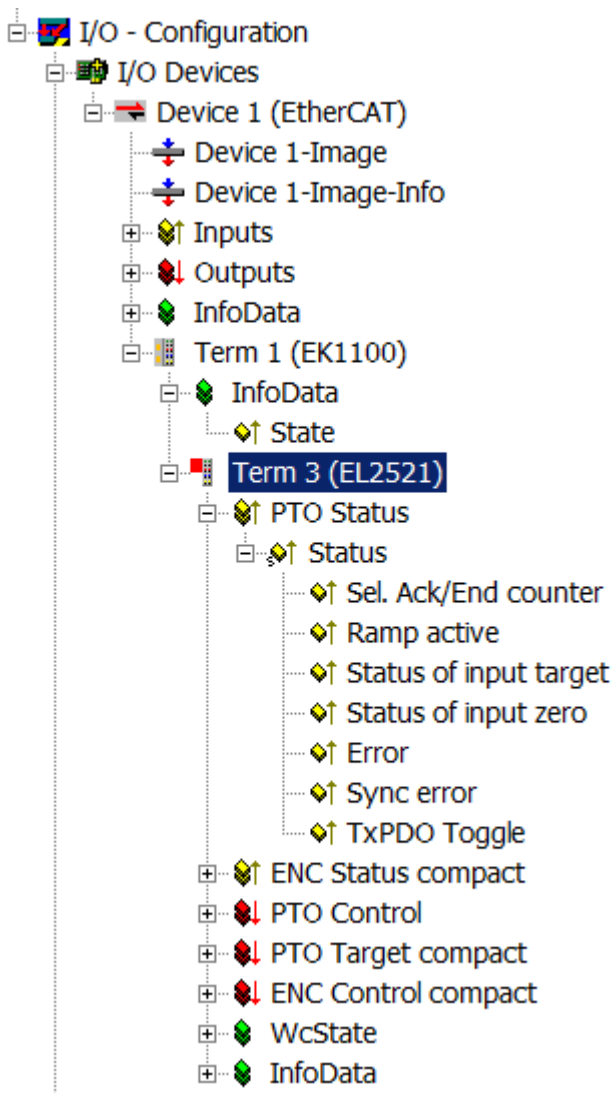 I/O - Configuration
I/O Devices
Device 1 (EtherCAT)
Device 1-Image
Device 1-Image-Info
Inputs
Outputs
InfoData
Term 1 (EK1100)
InfoData
State
Term 3 (EL2521)
PTO Status
Status
Sel. Ack/End counter
Ramp active
Status of input target
Status of input zero
Error
Sync error
TxPDO Toggle
ENC Status compact
PTO Control
PTO Target compact
ENC Control compact
WcState
InfoData